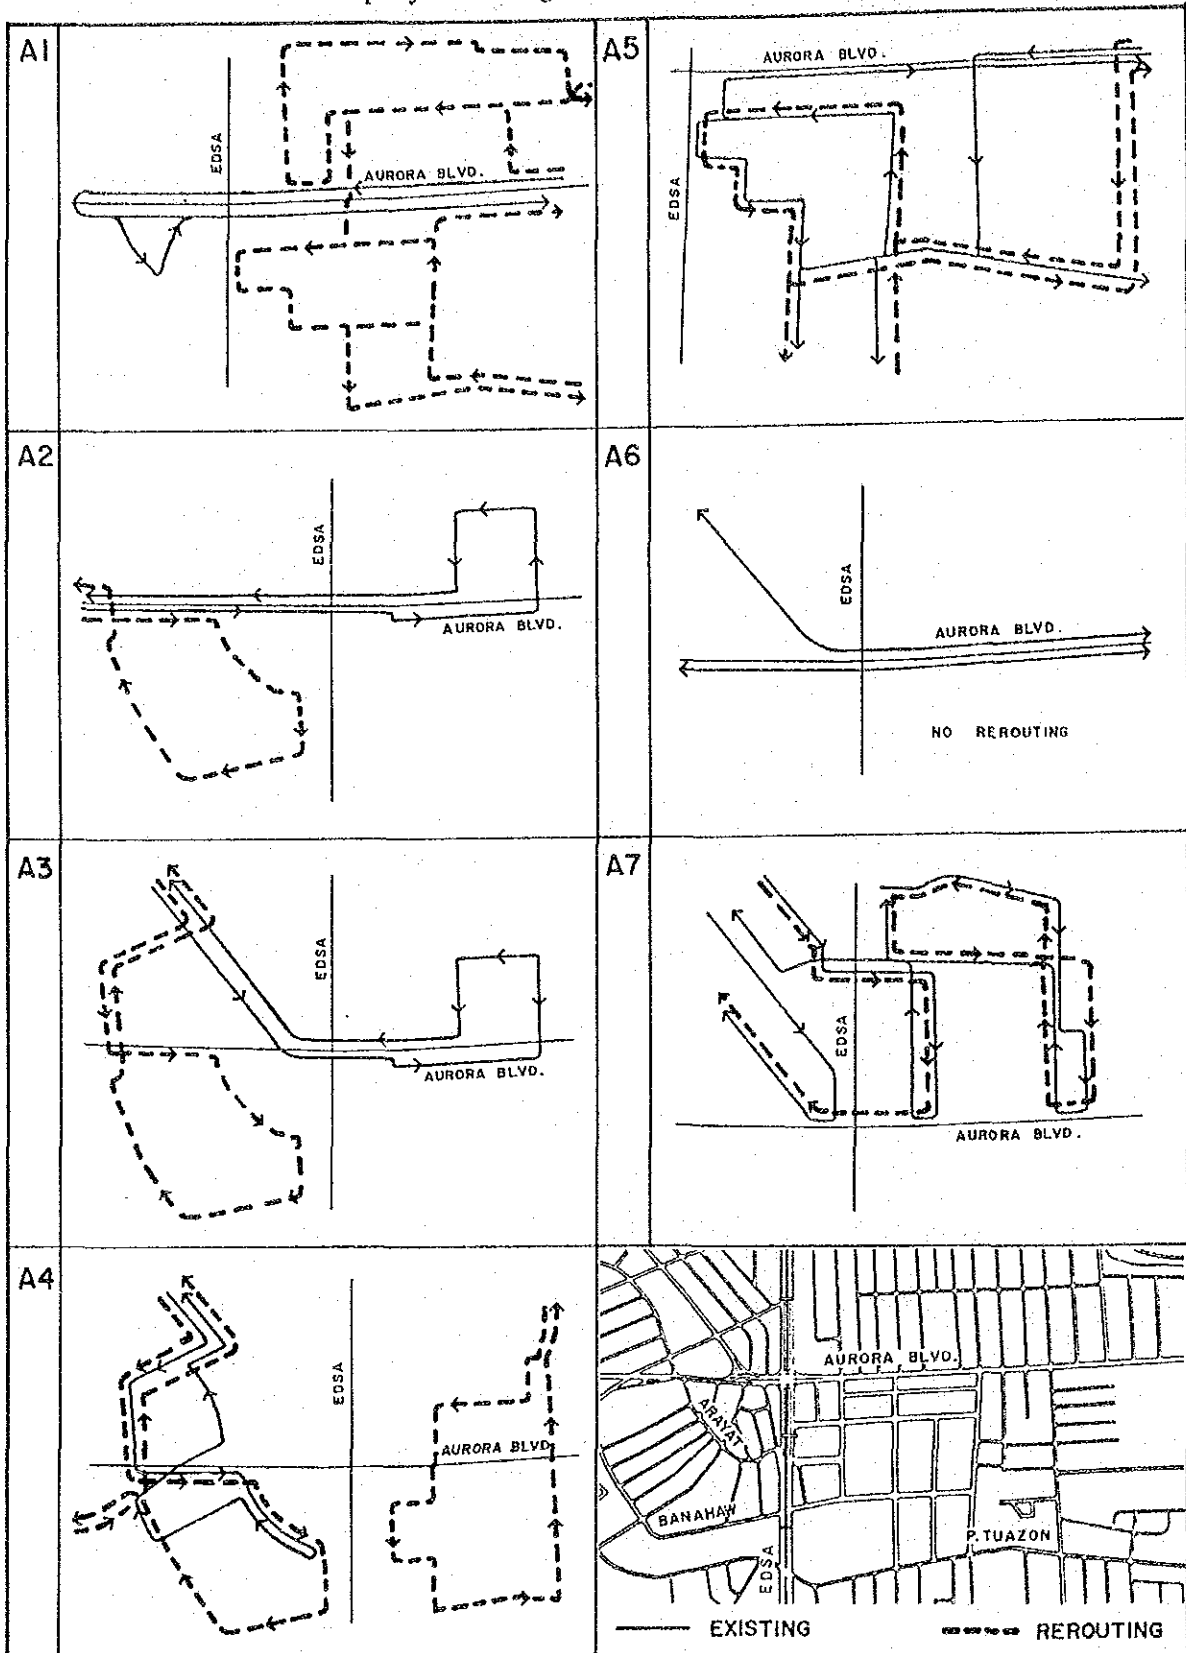 A1
EDSA
AURORA BLVD.
A5
AURORA BLVD.
EDSA
A2
EDSA
AURORA BLVD.
A6
EDSA
AURORA BLVD.
NO REROUTING
A3
EDSA
AURORA BLVD.
A7
EDSA
AURORA BLVD.
A4
EDSA
AURORA BLVD
AURORA BLVD.
ARAYAT
BANAHAW
P. TUAZON
EDSA
EXISTING
REROUTING